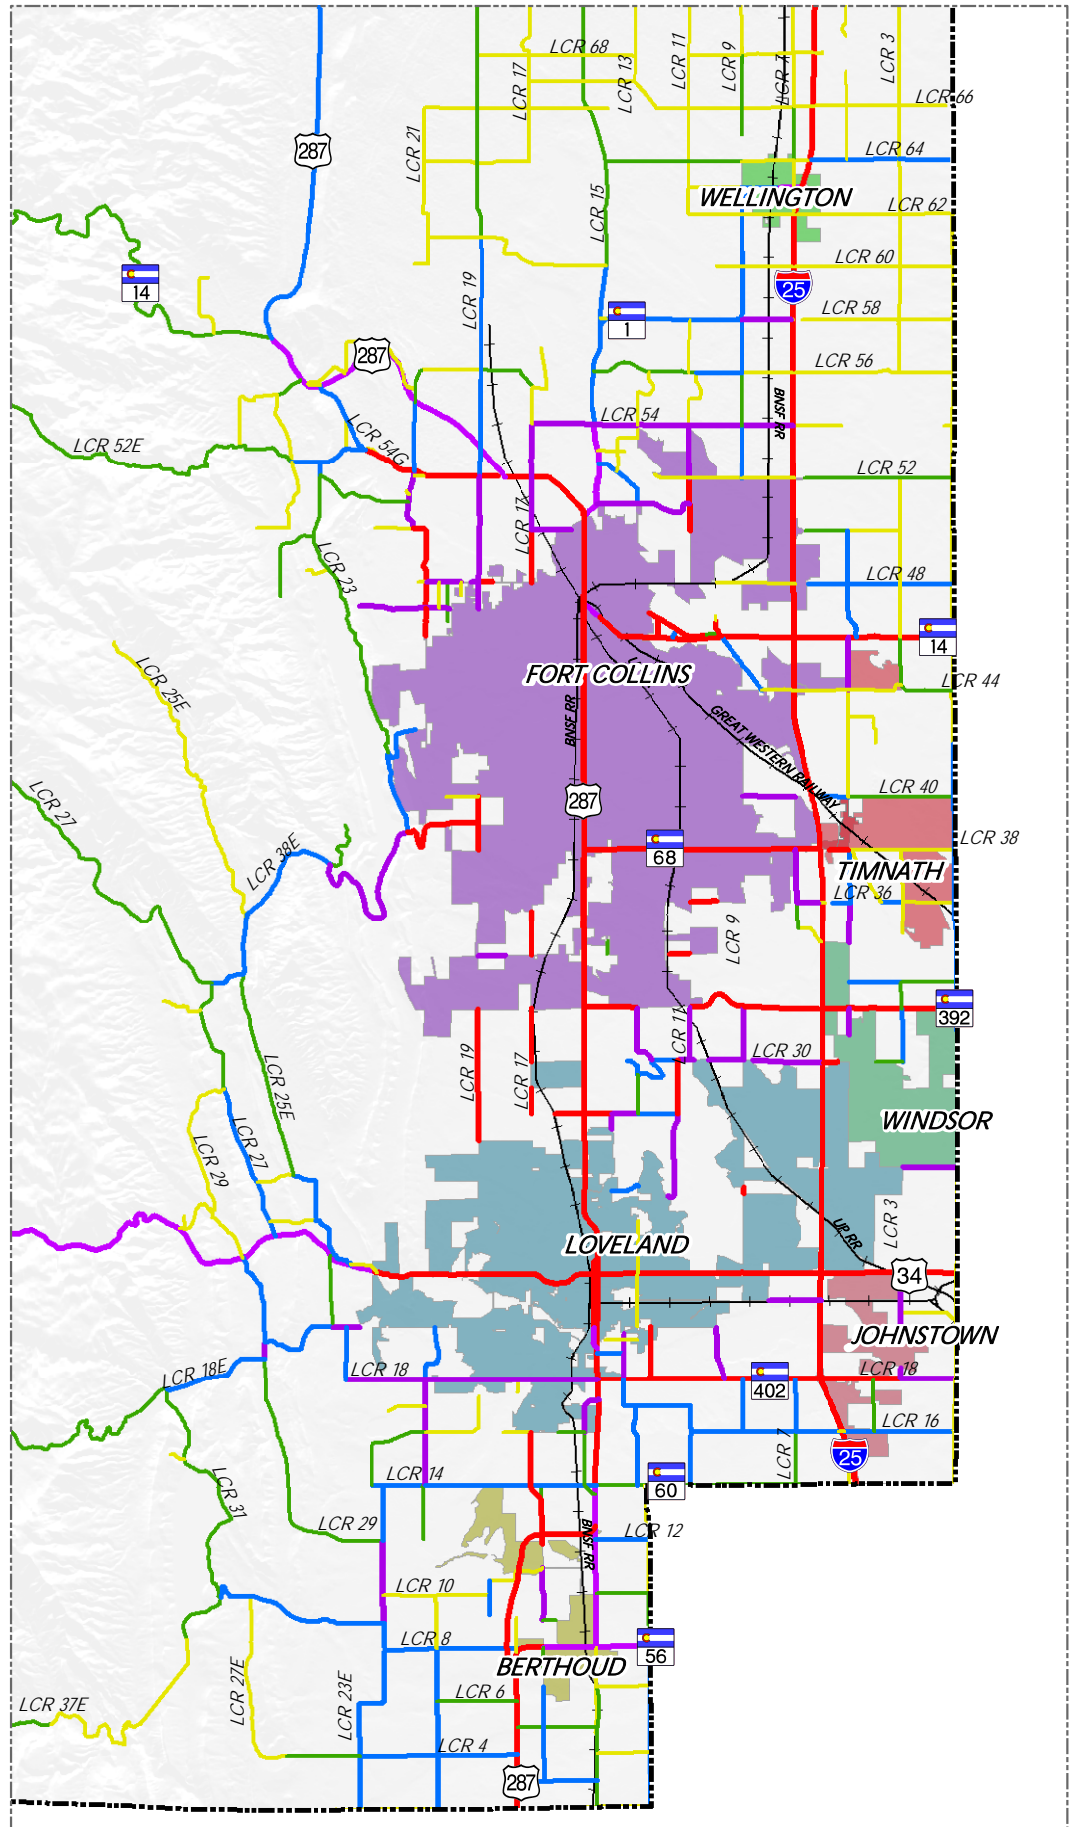 LCR 68
LCR 17
LCR 13
LCR 11
LCR 9
LCR 7
LCR 3
LCR 66
LCR 21
287
LCR 64
WELLINGTON
LCR 15
LCR 62
LCR 60
14
25
LCR 19
1
LCR 58
287
LCR 56
BNSF RR
LCR 54
LCR 52E
LCR 54G
LCR 52
LCR 17
LCR 23
LCR 48
14
FORT COLLINS
LCR 44
LCR 25E
BNSF RR
GREAT WESTERN RAILWAY
LCR 27
287
LCR 40
68
LCR 38
LCR 38E
TIMNATH
LCR 36
LCR 9
392
LCR 11
LCR 30
LCR 19
LCR 17
LCR 25E
WINDSOR
LCR 27
LCR 29
LCR 3
UP RR
LOVELAND
34
JOHNSTOWN
LCR 18E
LCR 18
402
LCR 18
LCR 16
LCR 7
25
LCR 14
60
LCR 31
LCR 29
BNSF RR
LCR 12
LCR 10
LCR 8
56
BERTHOUD
LCR 27E
LCR 23E
LCR 6
LCR 37E
LCR 4
287